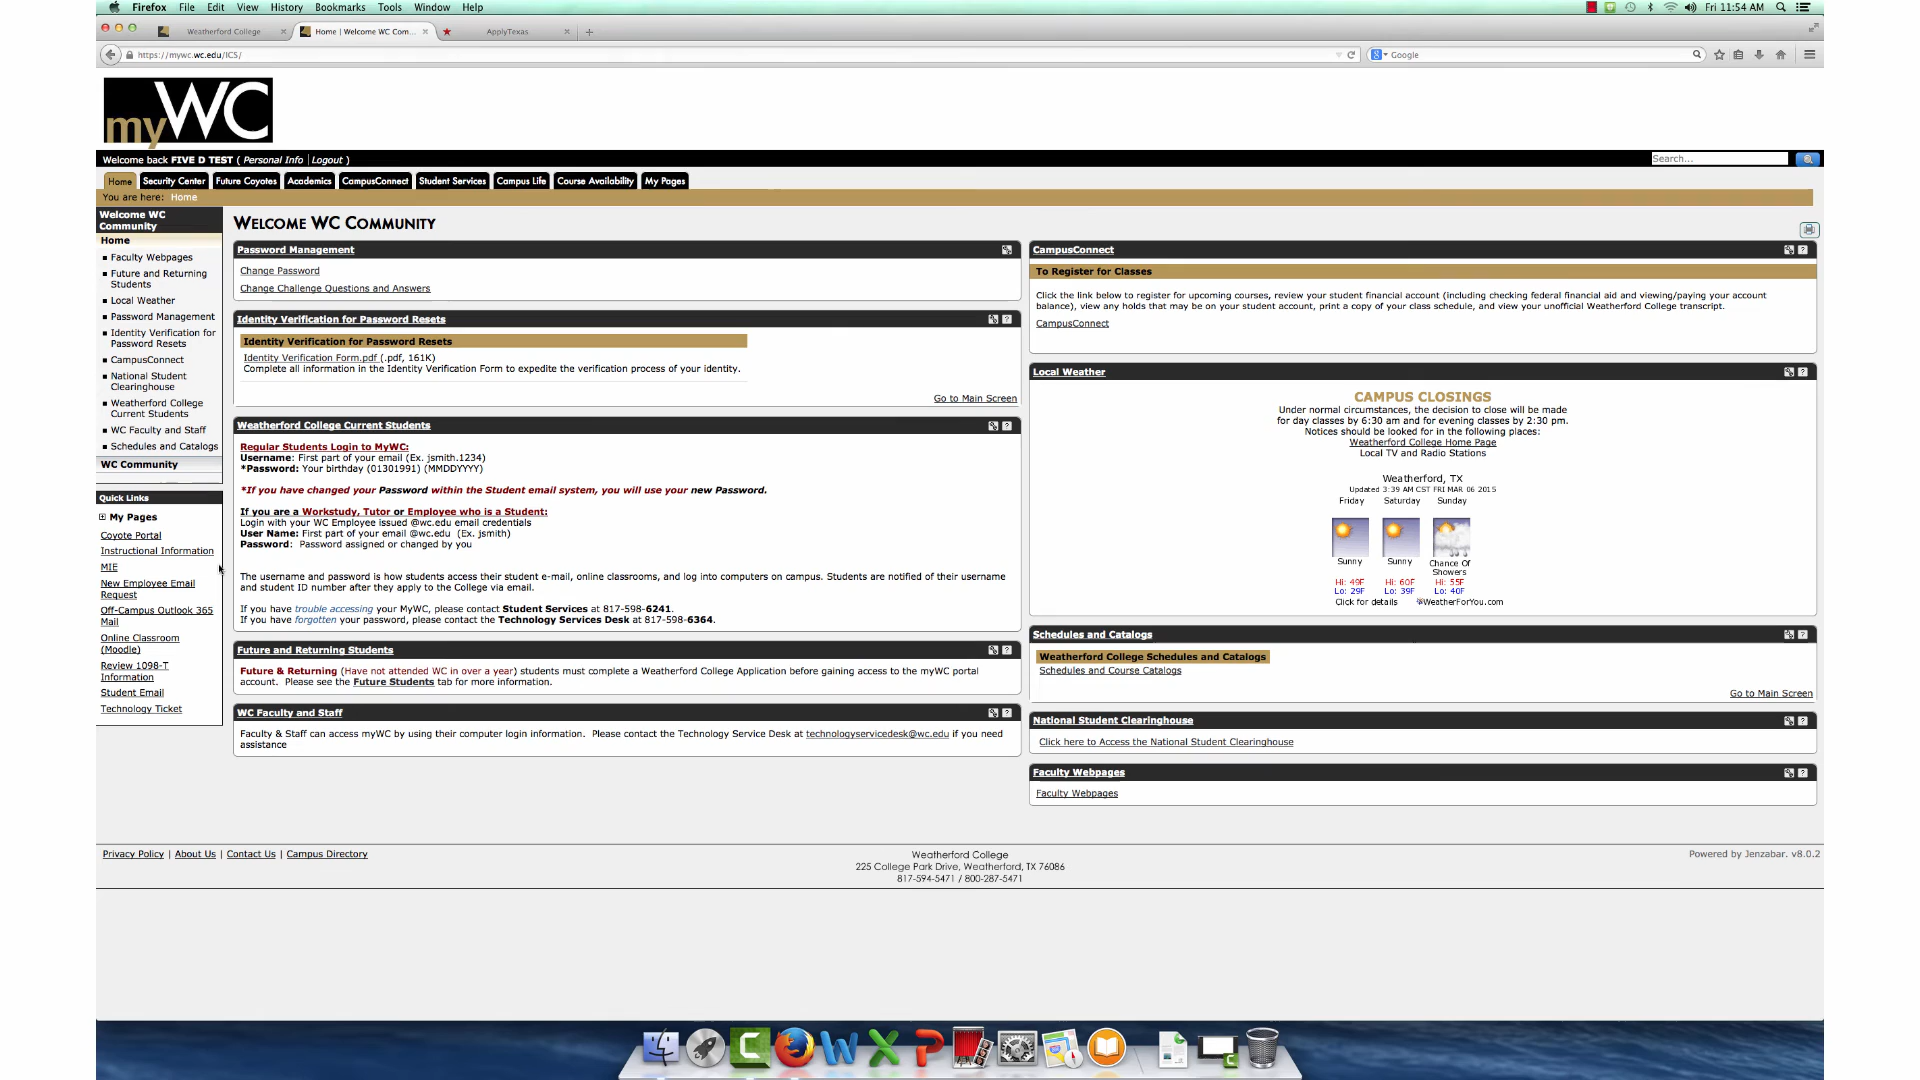 Firefox File Edit View History Bookmarks Tools Window Help
Fri 11:54 AM
Weatherford College
Home | Welcome WC Com...
ApplyTexas
https://mywc.wc.edu/ICS/
Google
myWC
Welcome back FIVE D TEST ( Personal Info | Logout )
Search...
Home
Security Center
Future Coyotes
Academics
CampusConnect
Student Services
Campus Life
Course Availability
My Pages
You are here: Home
Welcome WC
Community
Home
Faculty Webpages
Future and Returning
Students
Local Weather
Password Management
Identity Verification for
Password Resets
CampusConnect
National Student
Clearinghouse
Weatherford College
Current Students
WC Faculty and Staff
Schedules and Catalogs
WC Community
Quick Links
My Pages
Coyote Portal
Instructional Information
MIE
New Employee Email
Request
Off-Campus Outlook 365
Mail
Online Classroom
(Moodle)
Review 1098-T
Information
Student Email
Technology Ticket
WELCOME WC COMMUNITY
Password Management
Change Password
Change Challenge Questions and Answers
Identity Verification for Password Resets
Identity Verification for Password Resets
Identity Verification Form.pdf (.pdf, 161K)
Complete all information in the Identity Verification Form to expedite the verification process of your identity.
Go to Main Screen
Weatherford College Current Students
Regular Students Login to MyWC:
Username: First part of your email (Ex. jsmith.1234)
*Password: Your birthday (01301991) (MMDDYYYY)
*If you have changed your Password within the Student email system, you will use your new Password.
If you are a Workstudy, Tutor or Employee who is a Student:
Login with your WC Employee issued @wc.edu email credentials
User Name: First part of your email @wc.edu (Ex. jsmith)
Password: Password assigned or changed by you
The username and password is how students access their student e-mail, online classrooms, and log into computers on campus. Students are notified of their username
and student ID number after they apply to the College via email.
If you have trouble accessing your MyWC, please contact Student Services at 817-598-6241.
If you have forgotten your password, please contact the Technology Services Desk at 817-598-6364.
Future and Returning Students
Future & Returning (Have not attended WC in over a year) students must complete a Weatherford College Application before gaining access to the myWC portal
account. Please see the Future Students tab for more information.
WC Faculty and Staff
Faculty & Staff can access myWC by using their computer login information. Please contact the Technology Service Desk at technologyservicedesk@wc.edu if you need
assistance
CampusConnect
To Register for Classes
Click the link below to register for upcoming courses, review your student financial account (including checking federal financial aid and viewing/paying your account
balance), view any holds that may be on your student account, print a copy of your class schedule, and view your unofficial Weatherford College transcript.
CampusConnect
Local Weather
CAMPUS CLOSINGS
Under normal circumstances, the decision to close will be made
for day classes by 6:30 am and for evening classes by 2:30 pm.
Notices should be looked for in the following places:
Weatherford College Home Page
Local TV and Radio Stations
Weatherford, TX
Updated 3:39 AM CST FRI MAR 06 2015
Friday Saturday Sunday
Sunny Sunny Chance Of
Showers
Hi: 49F Hi: 60F Hi: 55F
Lo: 29F Lo: 39F Lo: 40F
Click for details WeatherForYou.com
Schedules and Catalogs
Weatherford College Schedules and Catalogs
Schedules and Course Catalogs
Go to Main Screen
National Student Clearinghouse
Click here to Access the National Student Clearinghouse
Faculty Webpages
Faculty Webpages
Privacy Policy | About Us | Contact Us | Campus Directory
Weatherford College
225 College Park Drive, Weatherford, TX 76086
817-594-5471 / 800-287-5471
Powered by Jenzabar. v8.0.2